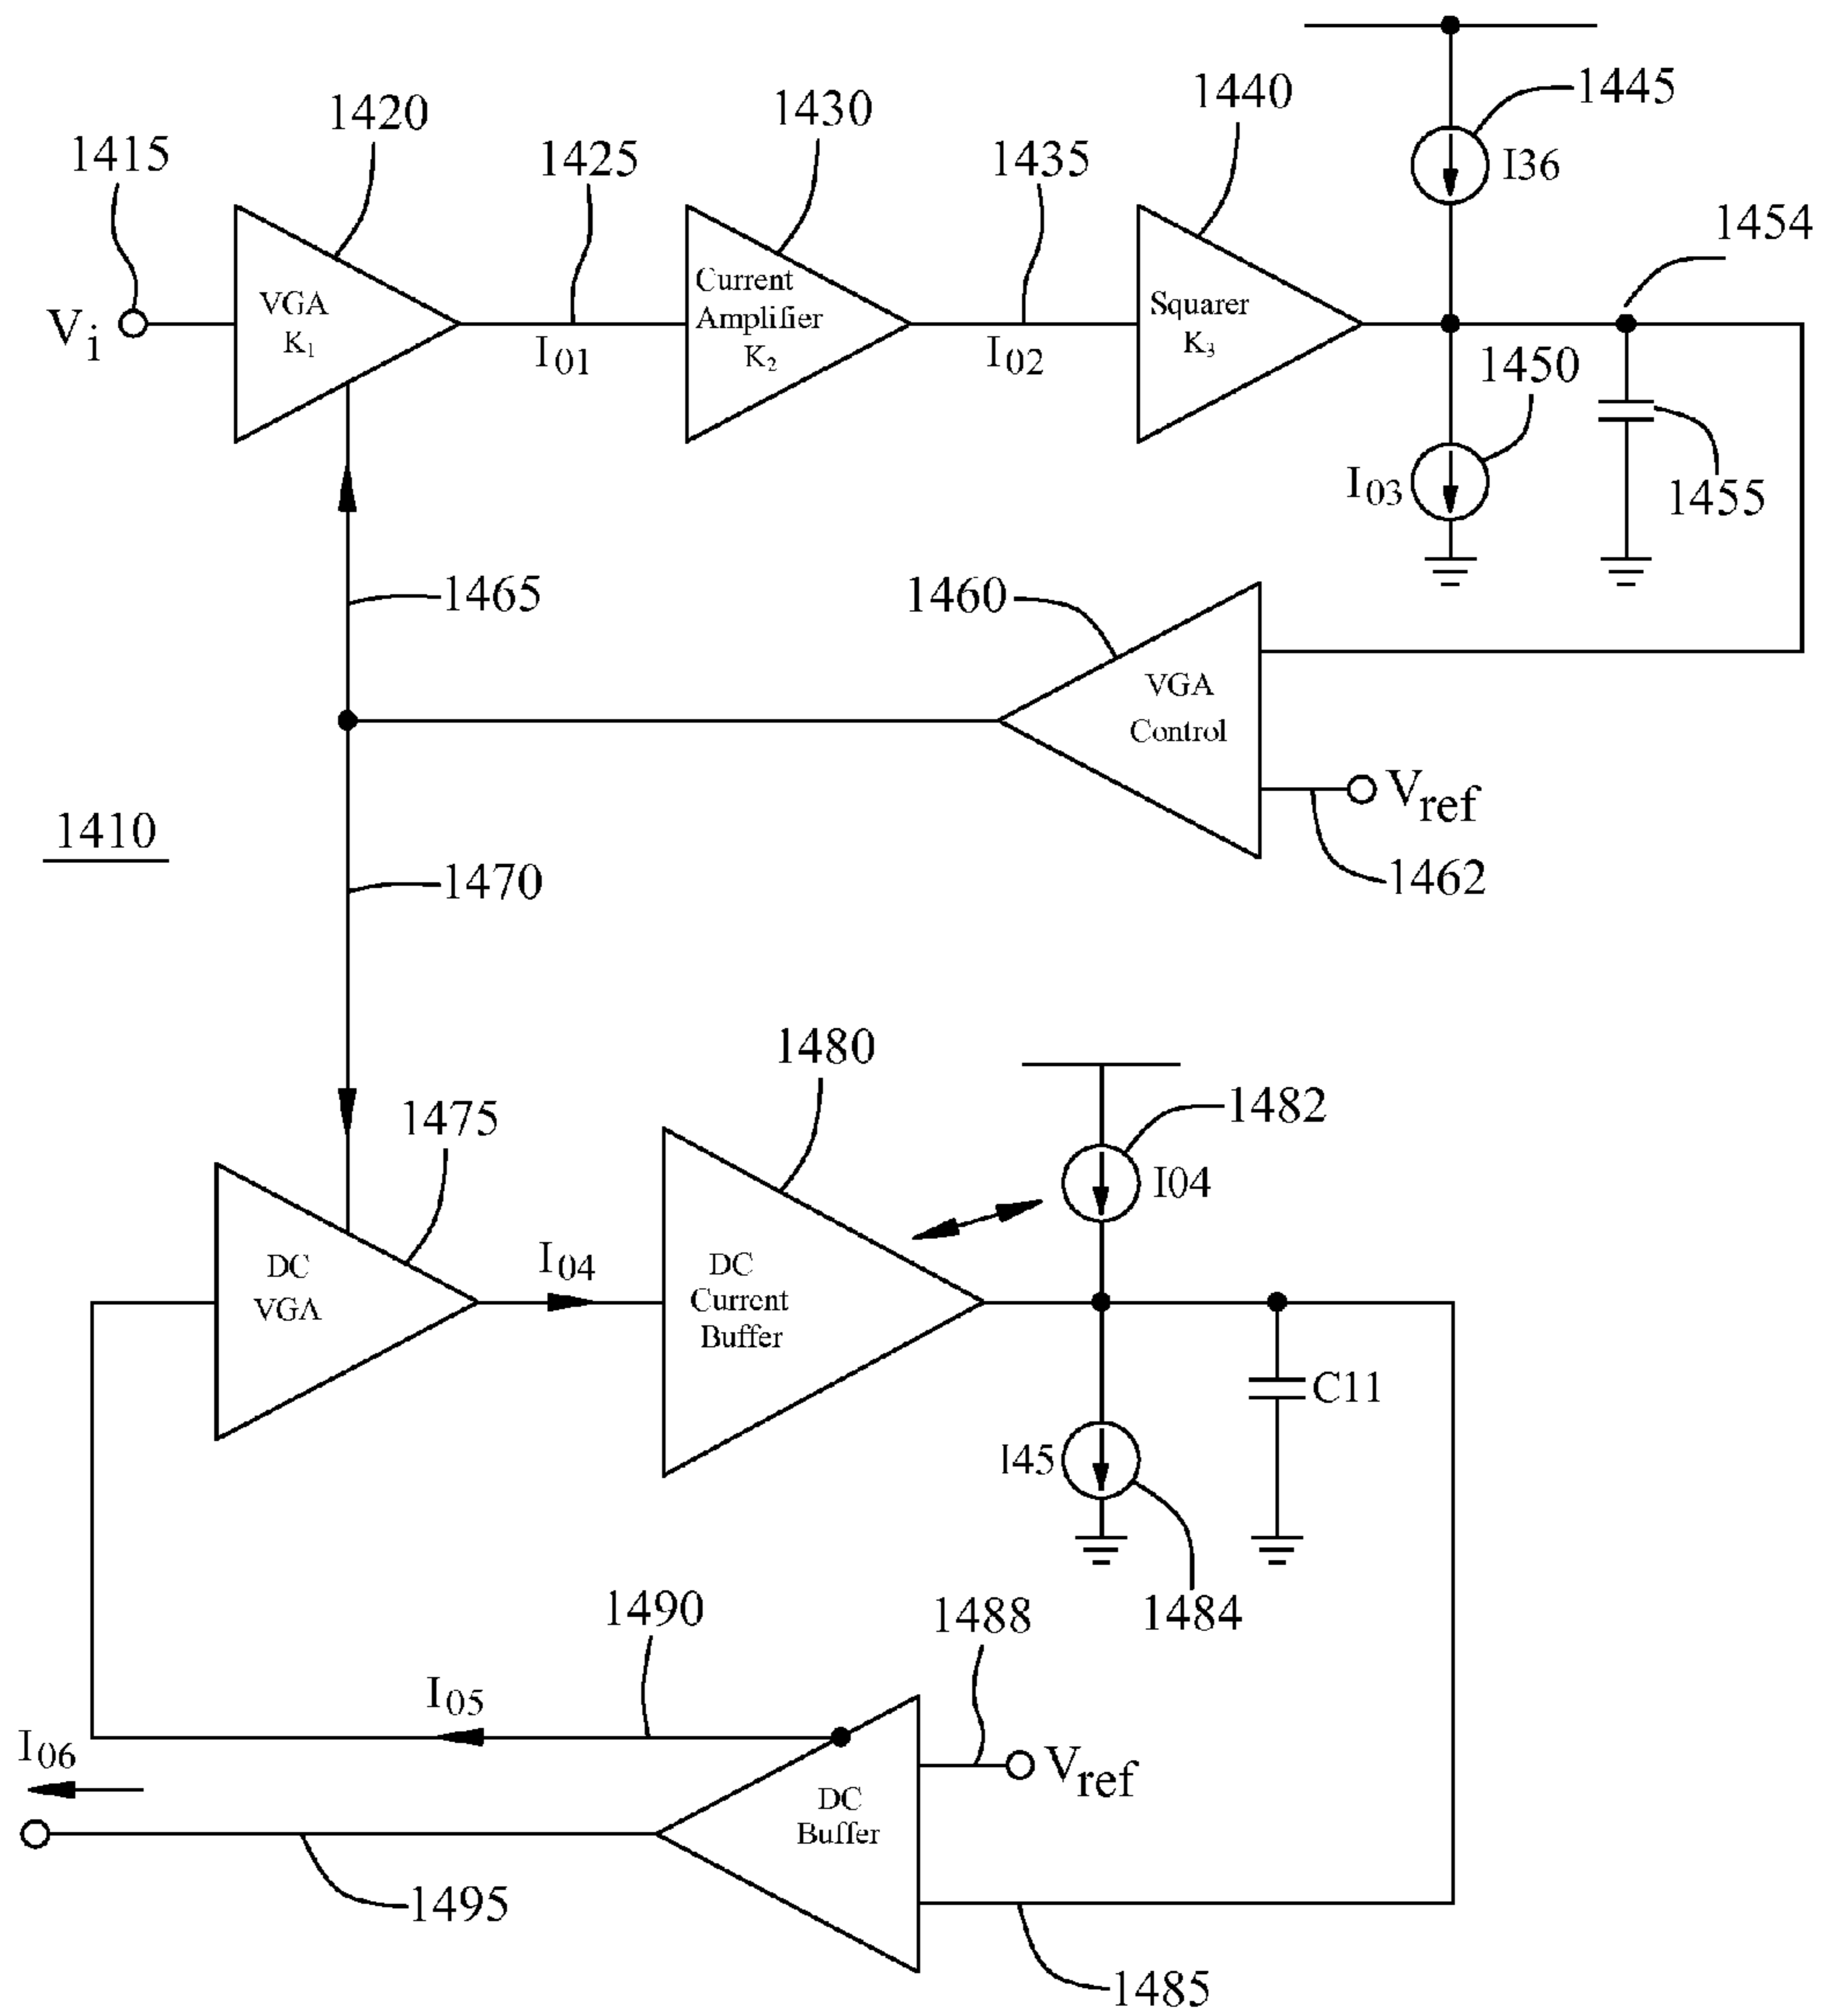 1415
1420
1425
1430
1435
1440
1445
I36
1454
Vi
VGA
K1
I01
Current
Amplifier
K2
I02
Squarer
K3
1450
I03
1455
1465
1460
VGA
Control
Vref
1462
1410
1470
1475
1480
1482
I04
DC
VGA
I04
DC
Current
Buffer
C11
I45
1484
1490
1488
I05
I06
Vref
DC
Buffer
1495
1485